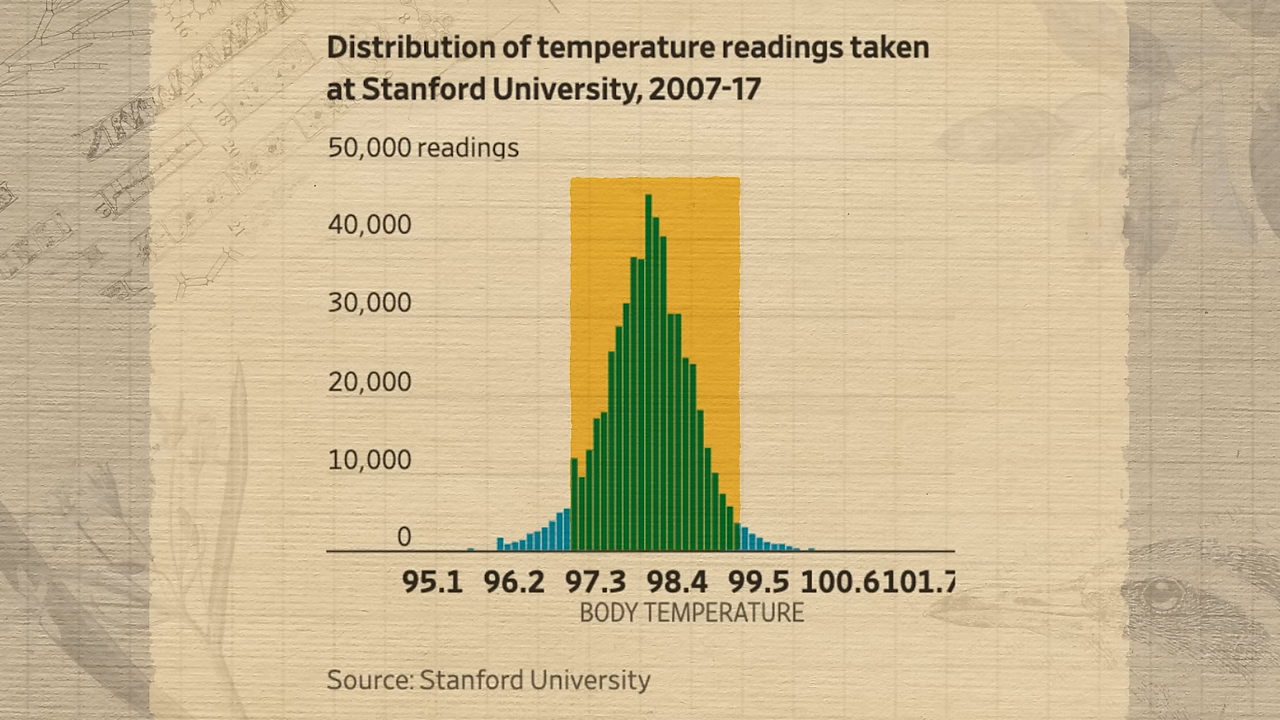 Distribution of temperature readings taken
at Stanford University, 2007-17
50,000 readings
40,000
30,000
20,000
10,000
0
95.1 96.2 97.3 98.4 99.5 100.6 101.7
BODY TEMPERATURE
Source: Stanford University